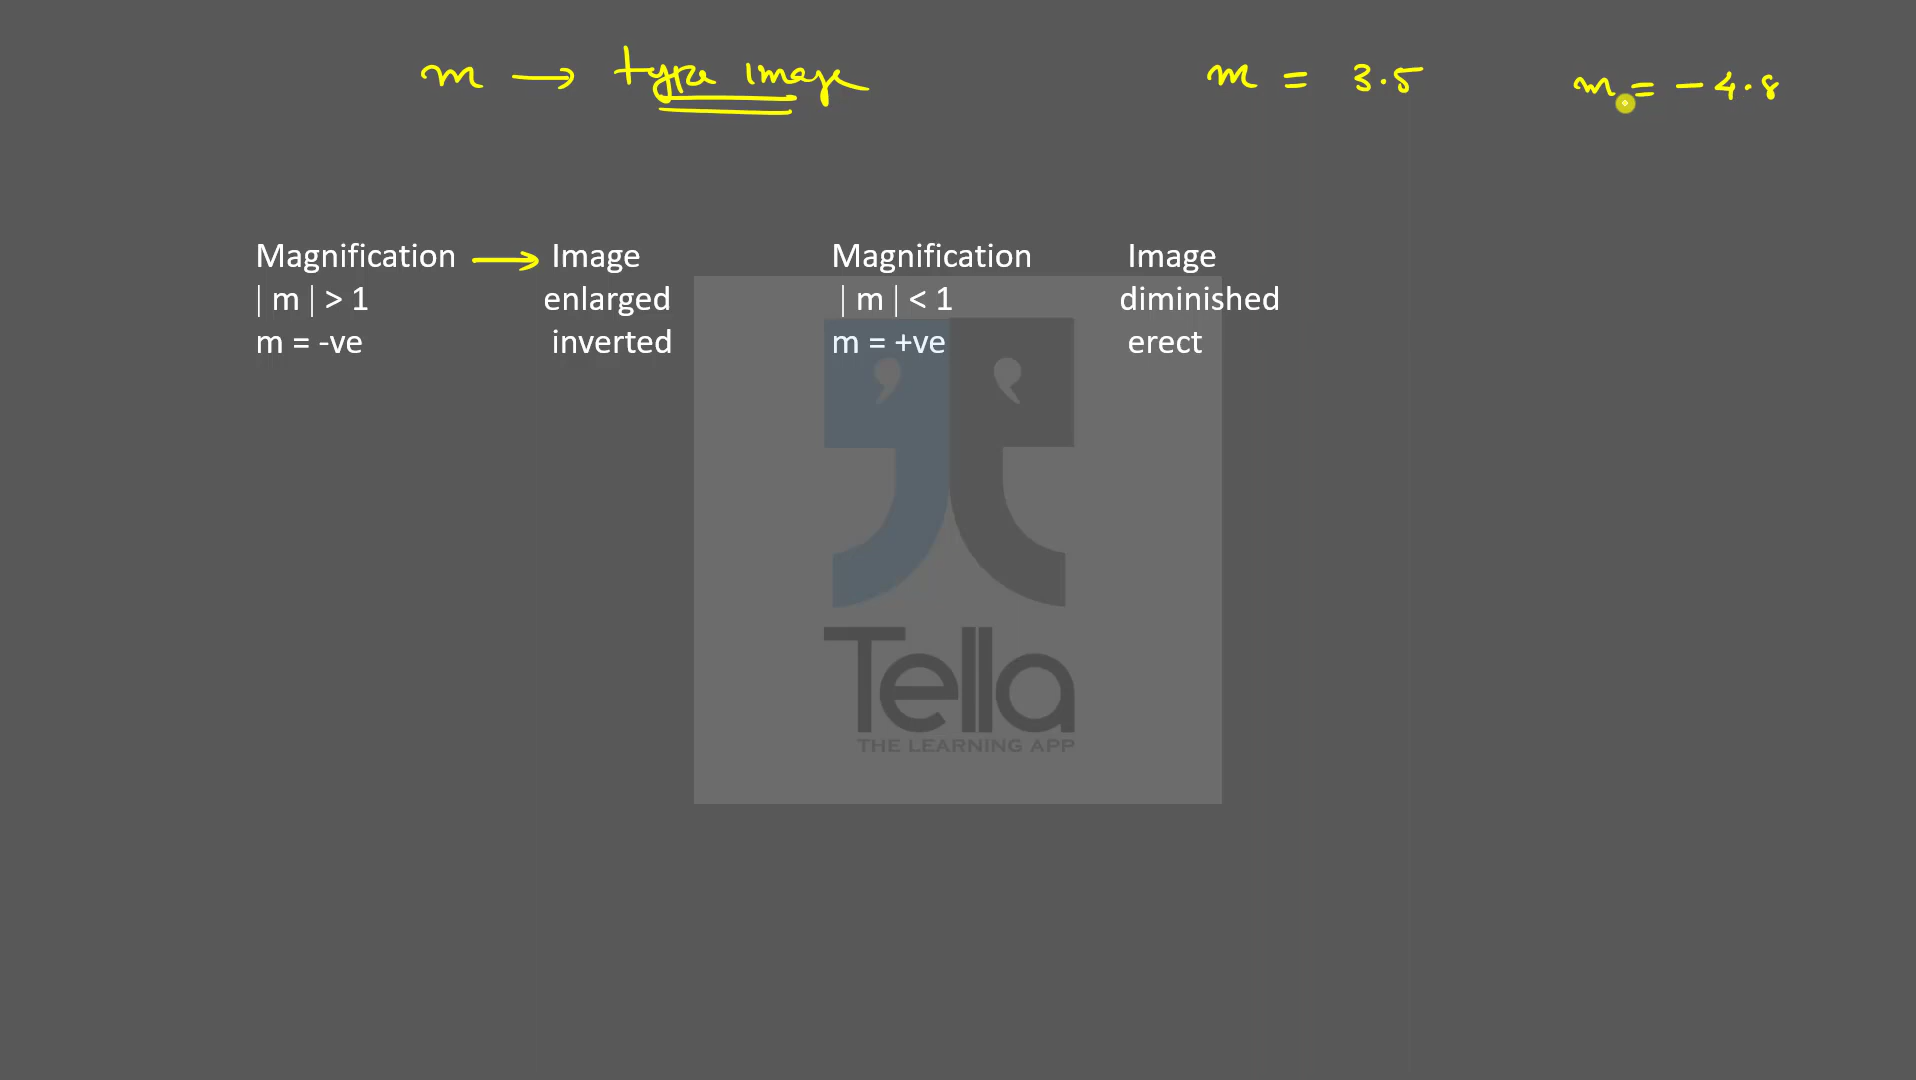 m → type image m = 3.5 m = - 4.8
Magnification → Image Magnification Image
| m | > 1 enlarged | m | < 1 diminished
m = -ve inverted m = +ve erect
Tella
THE LEARNING APP